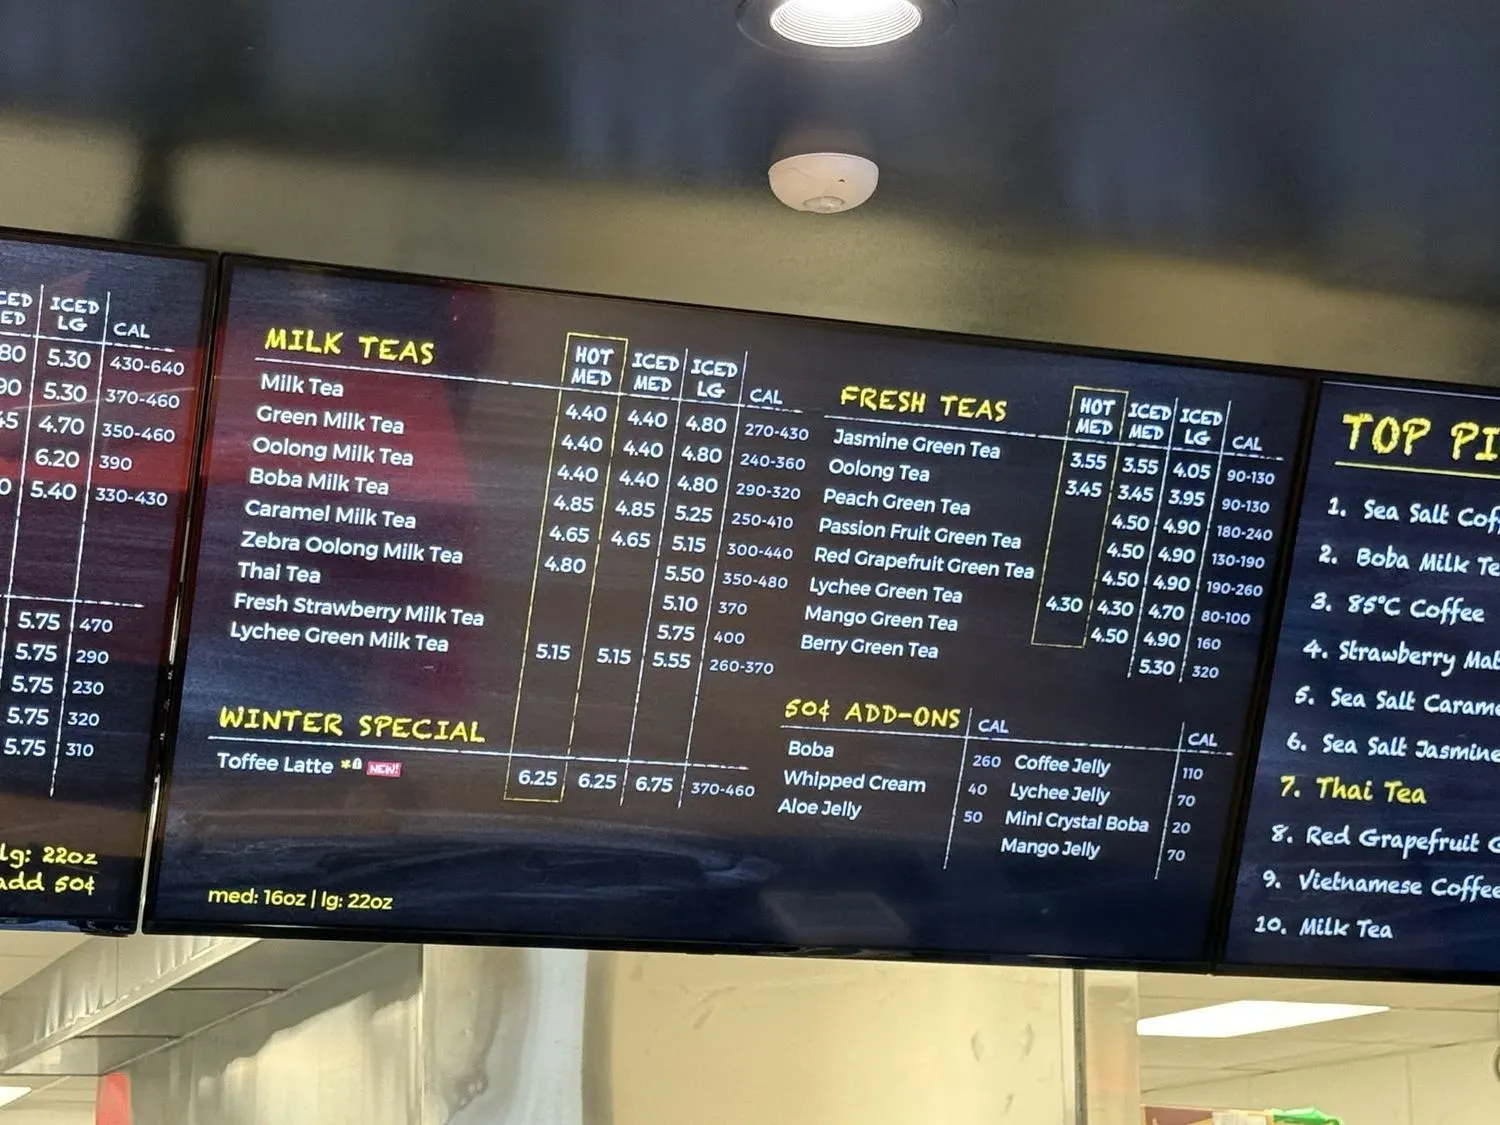 ICED LG CAL
5.30 430-640
5.30 370-460
4.70 350-460
6.20 390
5.40 330-430
5.75 470
5.75 290
5.75 230
5.75 320
5.75 310
lg: 22oz
add 50¢
MILK TEAS HOT MED ICED MED ICED LG CAL
Milk Tea 4.40 4.40 4.80 270-430
Green Milk Tea 4.40 4.40 4.80 240-360
Oolong Milk Tea 4.40 4.40 4.80 290-320
Boba Milk Tea 4.85 4.85 5.25 250-410
Caramel Milk Tea 4.65 4.65 5.15 300-440
Zebra Oolong Milk Tea 4.80 5.50 350-480
Thai Tea 5.10 370
Fresh Strawberry Milk Tea 5.75 400
Lychee Green Milk Tea 5.15 5.15 5.55 260-370
WINTER SPECIAL
Toffee Latte NEW! 6.25 6.25 6.75 370-460
med: 16oz | lg: 22oz
FRESH TEAS HOT MED ICED MED ICED LG CAL
Jasmine Green Tea 3.55 3.55 4.05 90-130
Oolong Tea 3.45 3.45 3.95 90-130
Peach Green Tea 4.50 4.90 180-240
Passion Fruit Green Tea 4.50 4.90 130-190
Red Grapefruit Green Tea 4.50 4.90 190-260
Lychee Green Tea 4.30 4.30 4.70 80-100
Mango Green Tea 4.50 4.90 160
Berry Green Tea 5.30 320
50¢ ADD-ONS CAL CAL
Boba 260 Coffee Jelly 110
Whipped Cream 40 Lychee Jelly 70
Aloe Jelly 50 Mini Crystal Boba 20
Mango Jelly 70
TOP
1. Sea Salt
2. Boba Milk
3. 85°C Coffee
4. Strawberry
5. Sea Salt
6. Sea Salt Jasmine
7. Thai Tea
8. Red Grapefruit
9. Vietnamese Coffee
10. Milk Tea